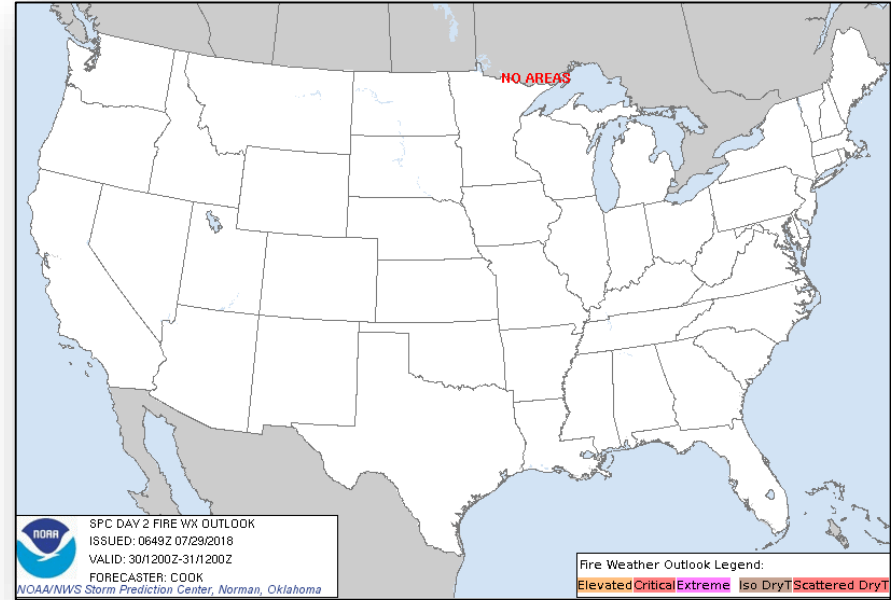 NO AREAS
NOAA
SPC DAY 2 FIRE WX OUTLOOK
ISSUED: 0649Z 07/29/2018
VALID: 30/1200Z-31/1200Z
FORECASTER: COOK
NOAA/NWS Storm Prediction Center, Norman, Oklahoma
Fire Weather Outlook Legend:
Elevated Critical Extreme Iso DryT Scattered DryT